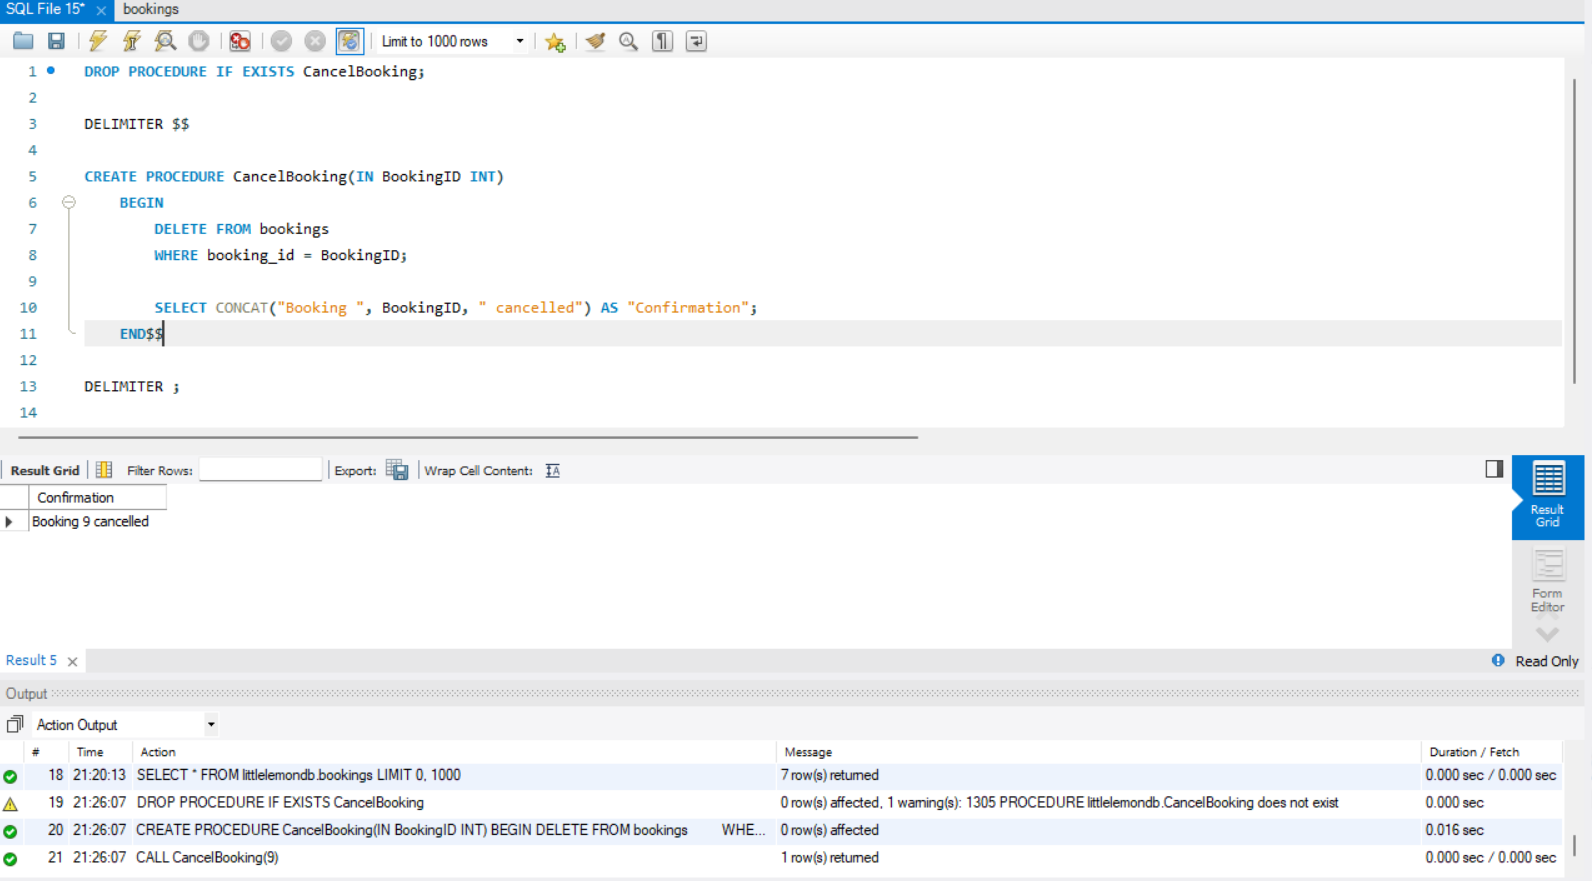 SQL File 15* bookings
Limit to 1000 rows
1 DROP PROCEDURE IF EXISTS CancelBooking;
2
3 DELIMITER $$
4
5 CREATE PROCEDURE CancelBooking(IN BookingID INT)
6 BEGIN
7 DELETE FROM bookings
8 WHERE booking_id = BookingID;
9
10 SELECT CONCAT("Booking ", BookingID, " cancelled") AS "Confirmation";
11 END$$
12
13 DELIMITER ;
14
Result Grid Filter Rows: Export: Wrap Cell Content:
Confirmation
Booking 9 cancelled
Result
Grid
Form
Editor
Result 5 Read Only
Output
Action Output
# Time Action Message Duration / Fetch
18 21:20:13 SELECT * FROM littlelemondb.bookings LIMIT 0, 1000 7 row(s) returned 0.000 sec / 0.000 sec
19 21:26:07 DROP PROCEDURE IF EXISTS CancelBooking 0 row(s) affected, 1 warning(s): 1305 PROCEDURE littlelemondb.CancelBooking does not exist 0.000 sec
20 21:26:07 CREATE PROCEDURE CancelBooking(IN BookingID INT) BEGIN DELETE FROM bookings WHE... 0 row(s) affected 0.016 sec
21 21:26:07 CALL CancelBooking(9) 1 row(s) returned 0.000 sec / 0.000 sec